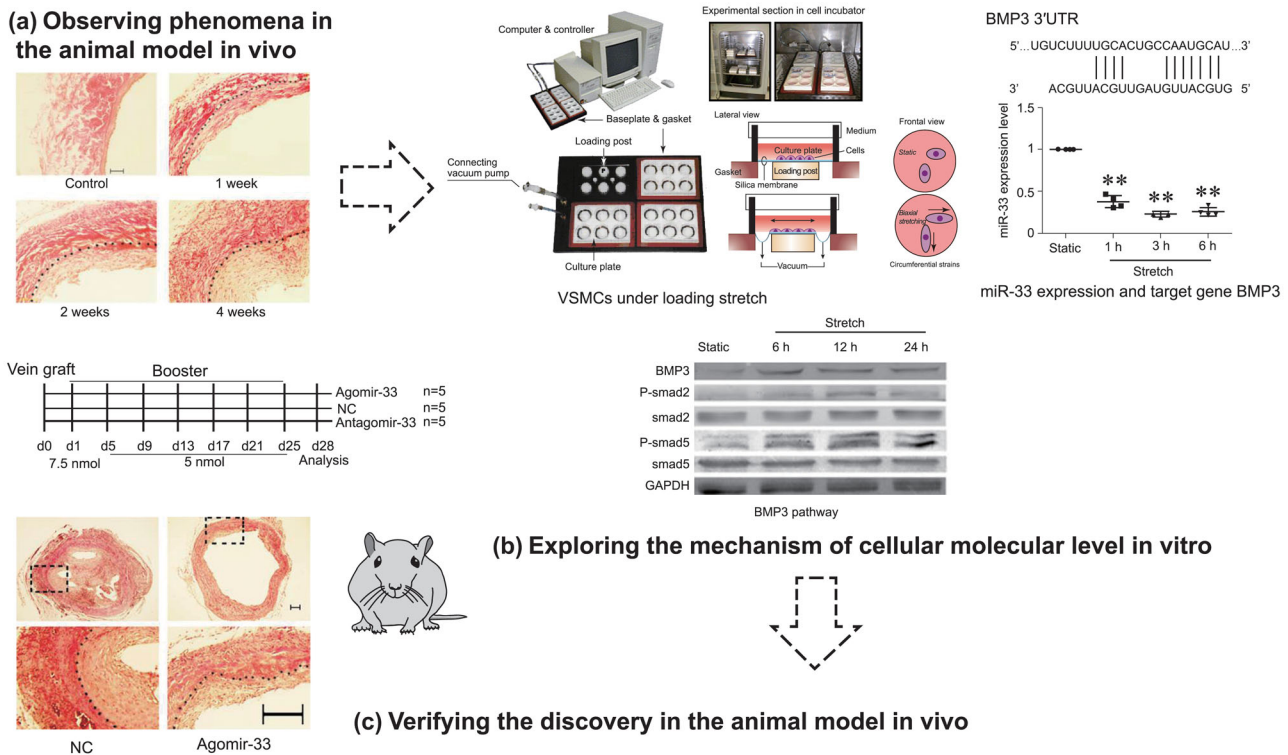 (a) Observing phenomena in
the animal model in vivo
Control
1 week
2 weeks
4 weeks
Computer & controller
Experimental section in cell incubator
Baseplate & gasket
Loading post
Connecting
vacuum pump
Culture plate
Lateral view
Medium
Culture plate
Cells
Gasket
Loading post
Silica membrane
Vacuum
Frontal view
Static
Biaxial
stretching
Circumferential strains
VSMCs under loading stretch
BMP3 3'UTR
5'...UGUCUUUUGCACUGCCAAUGCAU...3'
3' ACGUUACGUUGAUGUUACGUG 5'
miR-33 expression level
1.5
1
0.5
0
** ** **
Static 1 h 3 h 6 h
Stretch
miR-33 expression and target gene BMP3
Stretch
Static 6 h 12 h 24 h
BMP3
P-smad2
smad2
P-smad5
smad5
GAPDH
BMP3 pathway
(b) Exploring the mechanism of cellular molecular level in vitro
Vein graft Booster
Agomir-33 n=5
NC n=5
Antagomir-33 n=5
d0 d1 d5 d9 d13 d17 d21 d25 d28
7.5 nmol 5 nmol Analysis
NC
Agomir-33
(c) Verifying the discovery in the animal model in vivo